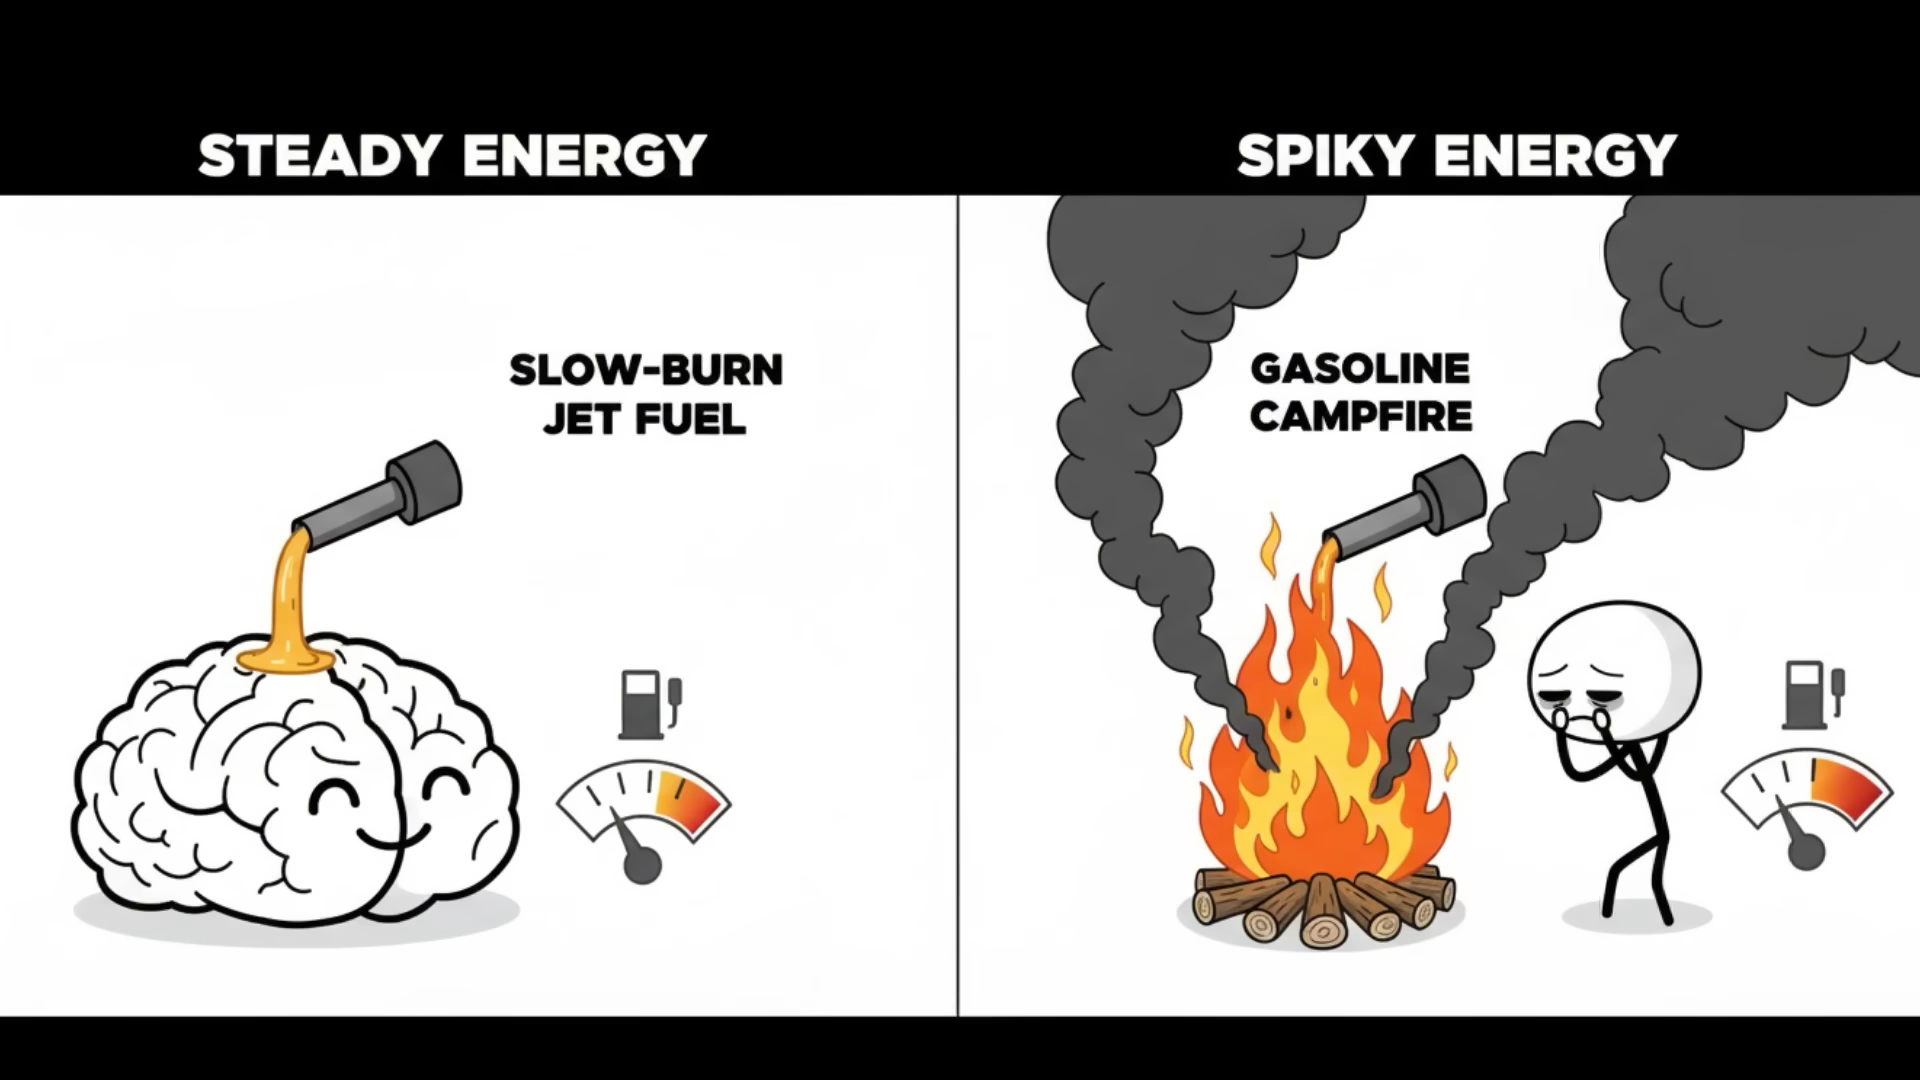 STEADY ENERGY
SPIKY ENERGY
SLOW-BURN
JET FUEL
GASOLINE
CAMPFIRE